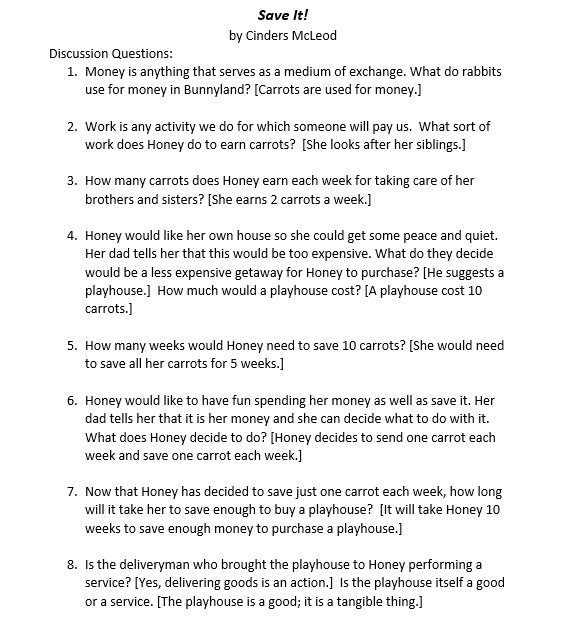 Save It!
by Cinders McLeod
Discussion Questions:
1. Money is anything that serves as a medium of exchange. What do rabbits
use for money in Bunnyland? [Carrots are used for money.]
2. Work is any activity we do for which someone will pay us.  What sort of
work does Honey do to earn carrots?  [She looks after her siblings.]
3. How many carrots does Honey earn each week for taking care of her
brothers and sisters? [She earns 2 carrots a week.]
4. Honey would like her own house so she could get some peace and quiet.
Her dad tells her that this would be too expensive. What do they decide
would be a less expensive getaway for Honey to purchase? [He suggests a
playhouse.]  How much would a playhouse cost? [A playhouse cost 10
carrots.]
5. How many weeks would Honey need to save 10 carrots? [She would need
to save all her carrots for 5 weeks.]
6. Honey would like to have fun spending her money as well as save it. Her
dad tells her that it is her money and she can decide what to do with it.
What does Honey decide to do? [Honey decides to send one carrot each
week and save one carrot each week.]
7. Now that Honey has decided to save just one carrot each week, how long
will it take her to save enough to buy a playhouse?  [It will take Honey 10
weeks to save enough money to purchase a playhouse.]
8. Is the deliveryman who brought the playhouse to Honey performing a
service? [Yes, delivering goods is an action.]  Is the playhouse itself a good
or a service. [The playhouse is a good; it is a tangible thing.]